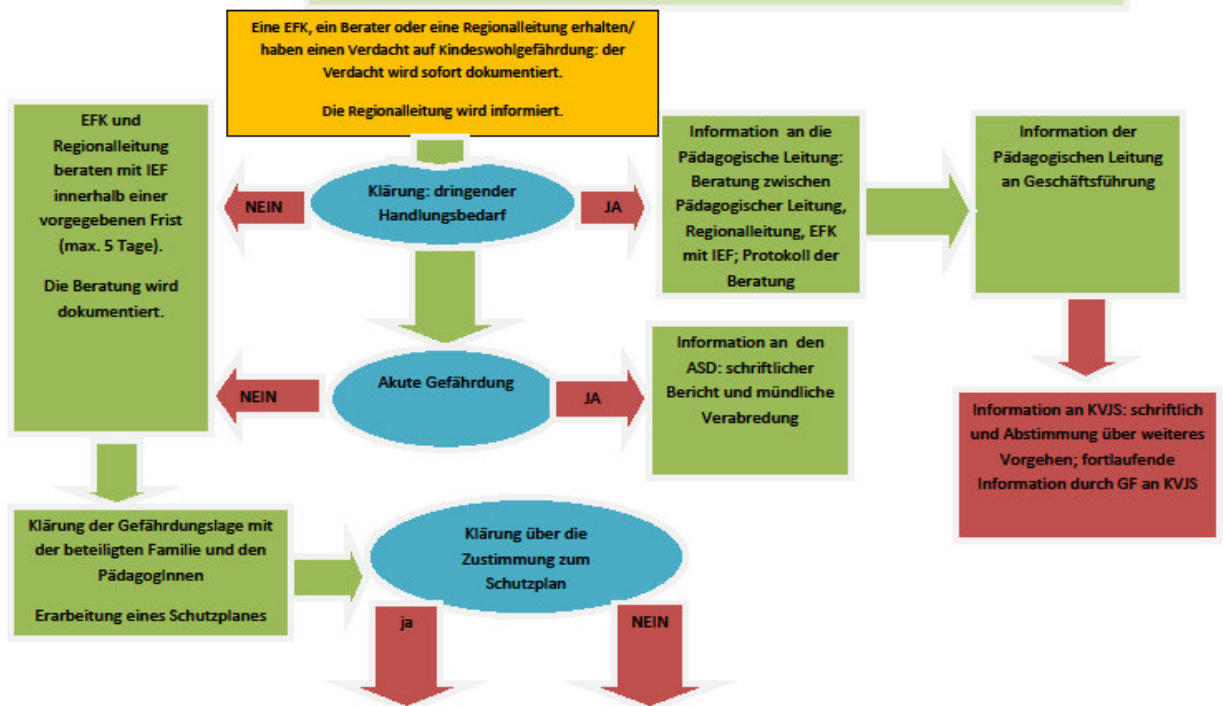 Eine EFK, ein Berater oder eine Regionalleitung erhalten/
haben einen Verdacht auf Kindeswohlgefährdung: der
Verdacht wird sofort dokumentiert.
Die Regionalleitung wird informiert.
EFK und
Regionalleitung
beraten mit IEF
innerhalb einer
vorgegebenen Frist
(max. 5 Tage).
Die Beratung wird
dokumentiert.
NEIN
Klärung: dringender
Handlungsbedarf
JA
Information an die
Pädagogische Leitung:
Beratung zwischen
Pädagogischer Leitung,
Regionalleitung, EFK
mit IEF; Protokoll der
Beratung
Information der
Pädagogischen Leitung
an Geschäftsführung
NEIN
Akute Gefährdung
JA
Information an den
ASD: schriftlicher
Bericht und mündliche
Verabredung
Information an KVJS: schriftlich
und Abstimmung über weiteres
Vorgehen; fortlaufende
Information durch GF an KVJS
Klärung der Gefährdungslage mit
der beteiligten Familie und den
PädagogInnen
Erarbeitung eines Schutzplanes
Klärung über die
Zustimmung zum
Schutzplan
ja
NEIN